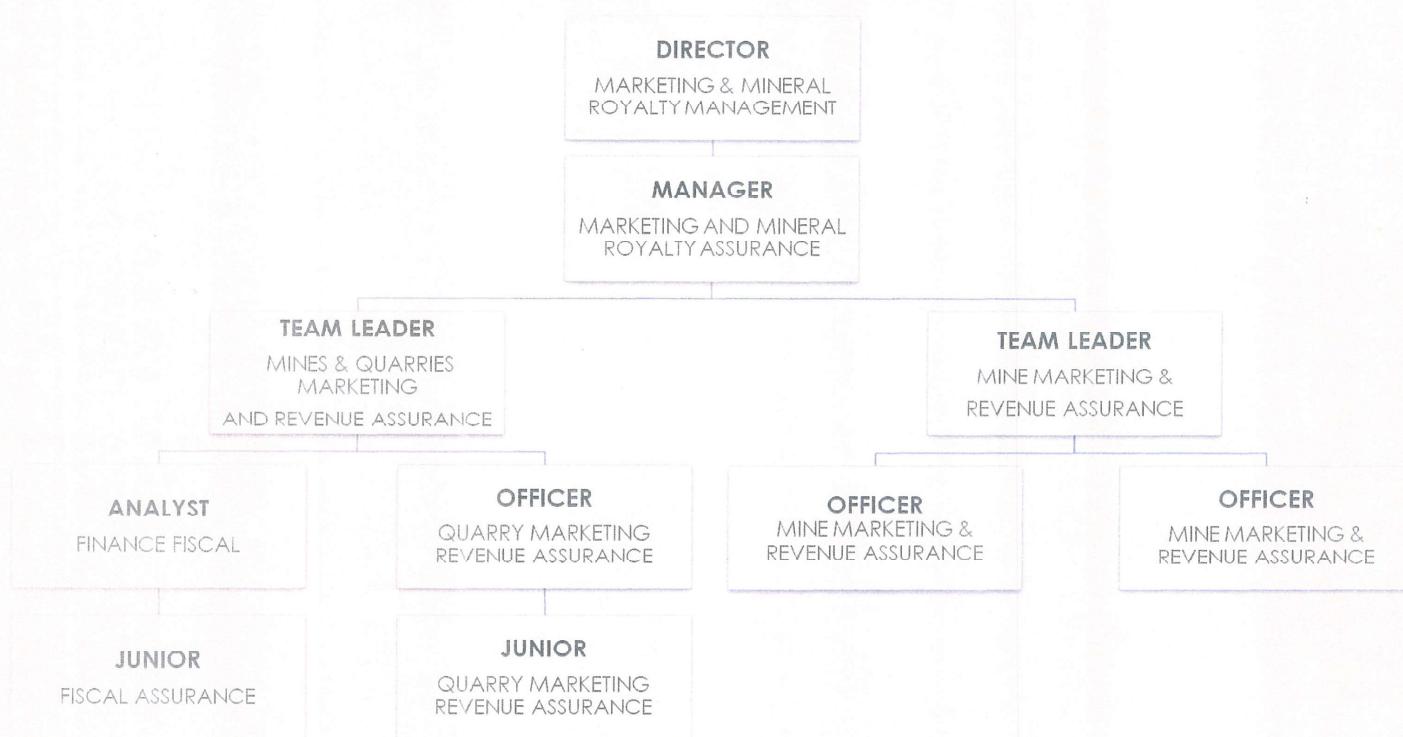 DIRECTOR
MARKETING & MINERAL
ROYALTY MANAGEMENT
MANAGER
MARKETING AND MINERAL
ROYALTY ASSURANCE
TEAM LEADER
MINES & QUARRIES
MARKETING
AND REVENUE ASSURANCE
TEAM LEADER
MINE MARKETING &
REVENUE ASSURANCE
ANALYST
FINANCE FISCAL
OFFICER
QUARRY MARKETING
REVENUE ASSURANCE
OFFICER
MINE MARKETING &
REVENUE ASSURANCE
OFFICER
MINE MARKETING &
REVENUE ASSURANCE
JUNIOR
FISCAL ASSURANCE
JUNIOR
QUARRY MARKETING
REVENUE ASSURANCE